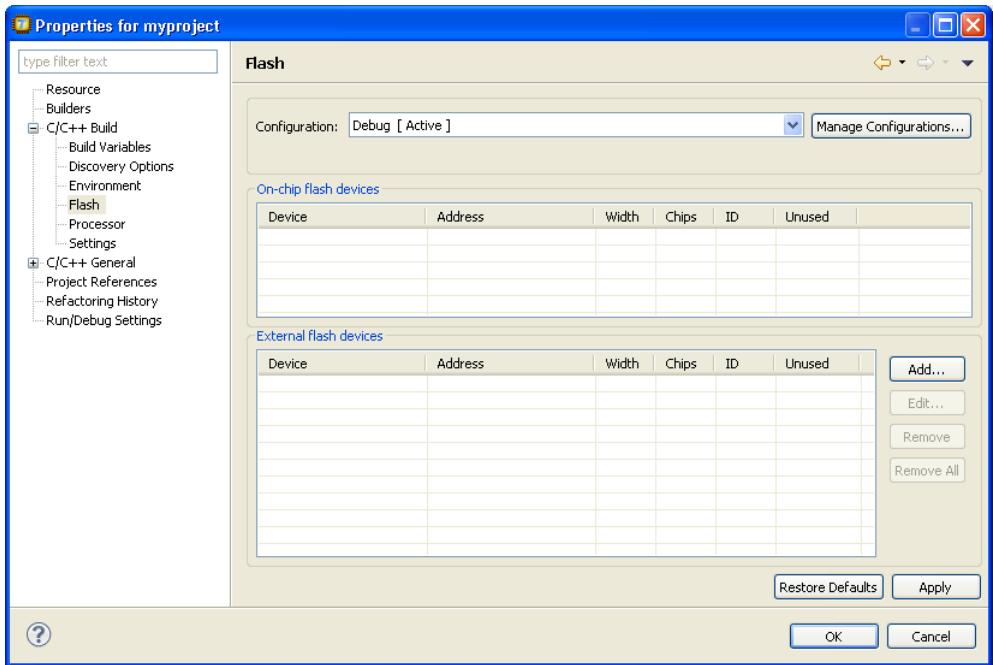 Properties for myproject
type filter text
Resource
Builders
C/C++ Build
Build Variables
Discovery Options
Environment
Flash
Processor
Settings
C/C++ General
Project References
Refactoring History
Run/Debug Settings
Flash
Configuration: Debug [ Active ] Manage Configurations...
On-chip flash devices
Device Address Width Chips ID Unused
External flash devices
Device Address Width Chips ID Unused
Add...
Edit...
Remove
Remove All
Restore Defaults Apply
OK Cancel